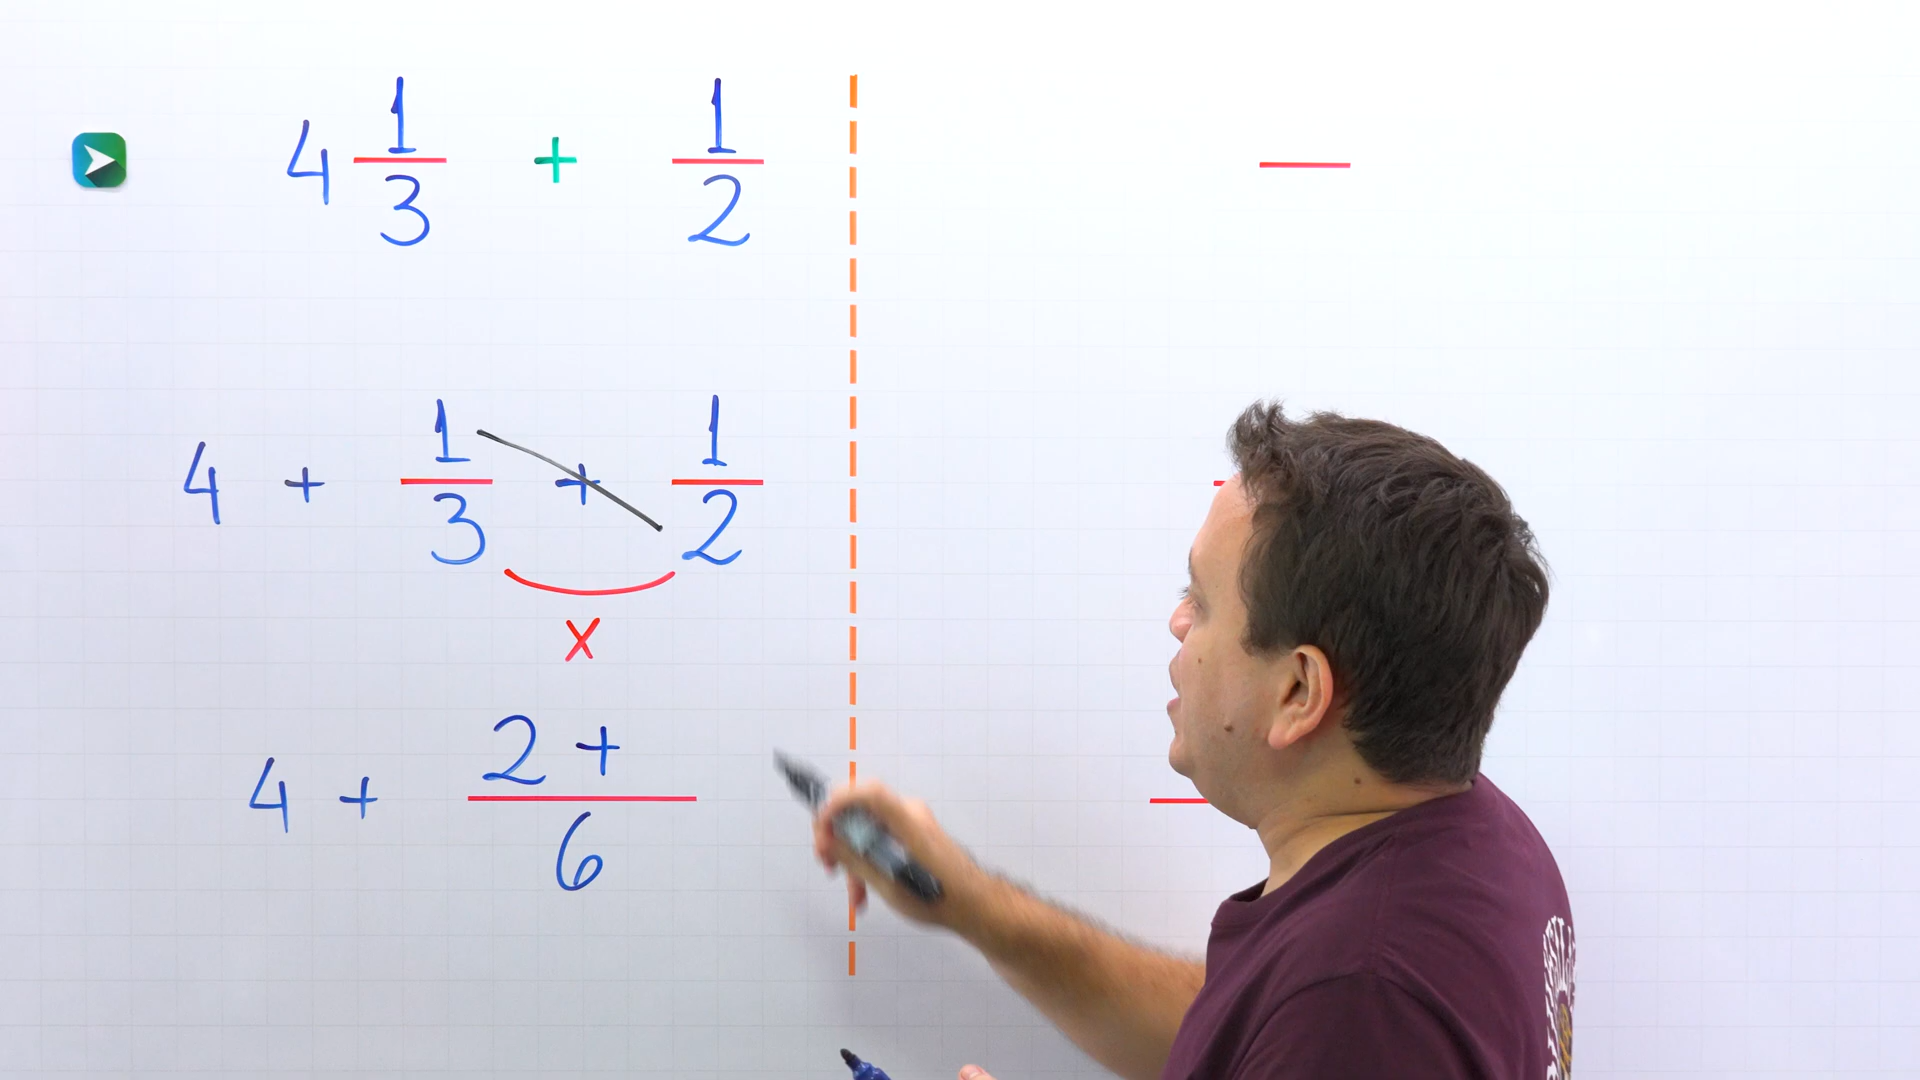 4 1/3 + 1/2
4 + 1/3 + 1/2
x
4 + 2 +/6